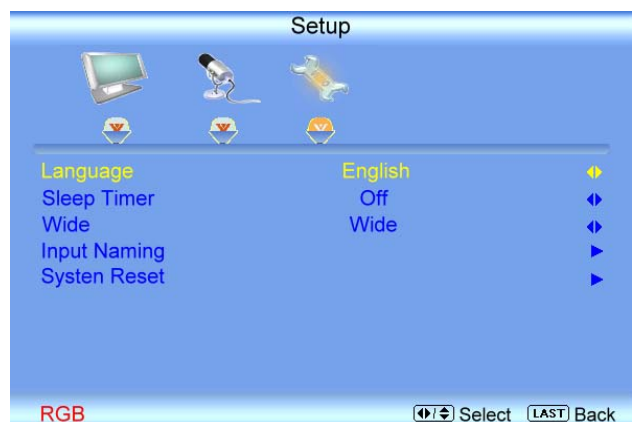 Setup
Language English
Sleep Timer Off
Wide Wide
Input Naming
Systen Reset
RGB Select LAST Back